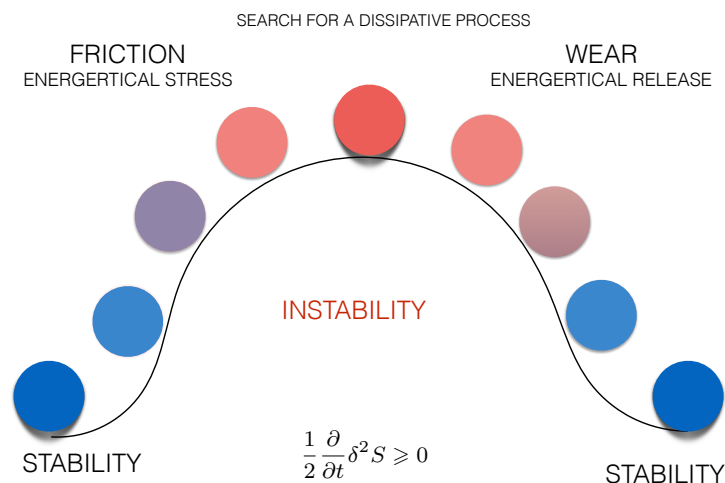 SEARCH FOR A DISSIPATIVE PROCESS
FRICTION
ENERGERTICAL STRESS
WEAR
ENERGERTICAL RELEASE
INSTABILITY
STABILITY
$\frac{1}{2}\frac{\partial}{\partial t}\delta^2 S \geqslant 0$
STABILITY